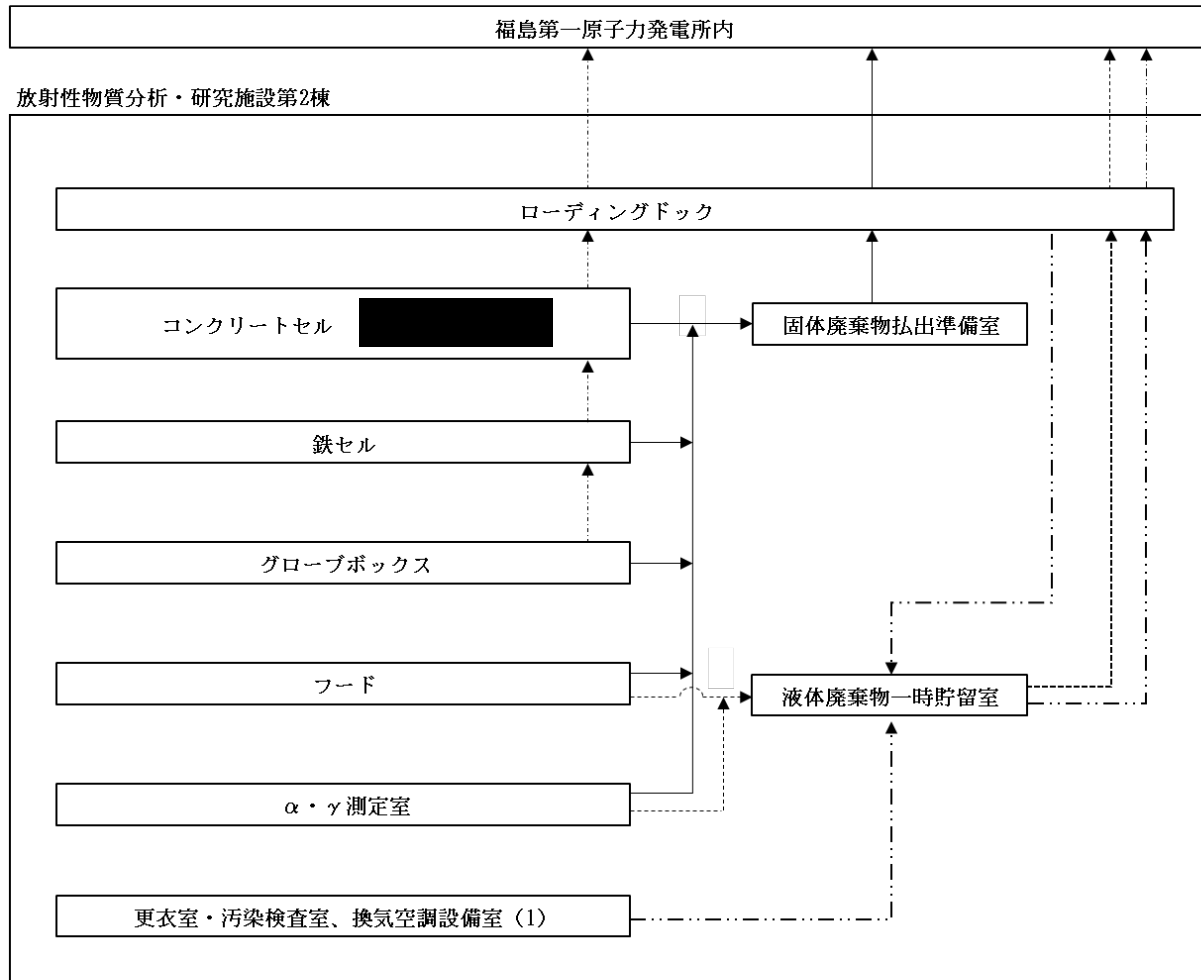 福島第一原子力発電所内
放射性物質分析・研究施設第2棟
ローディングドック
コンクリートセル
固体廃棄物払出準備室
鉄セル
グローブボックス
フード
液体廃棄物一時貯留室
α・γ測定室
更衣室・汚染検査室、換気空調設備室（1）